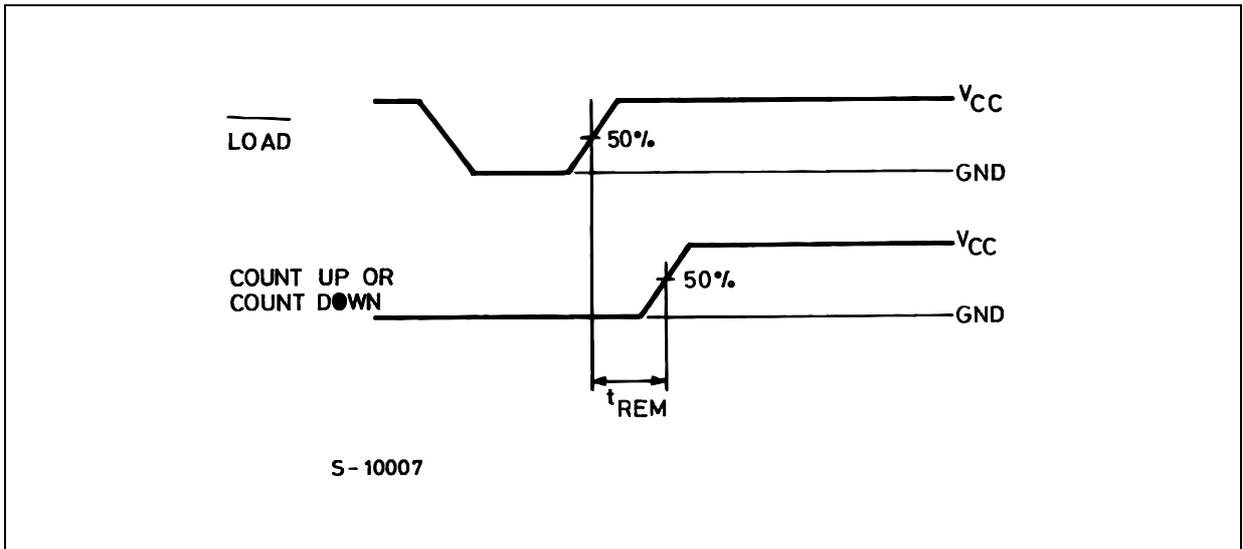 VCC
LOAD
50%
GND
VCC
COUNT UP OR
50%
COUNT DOWN
GND
tREM
S-10007